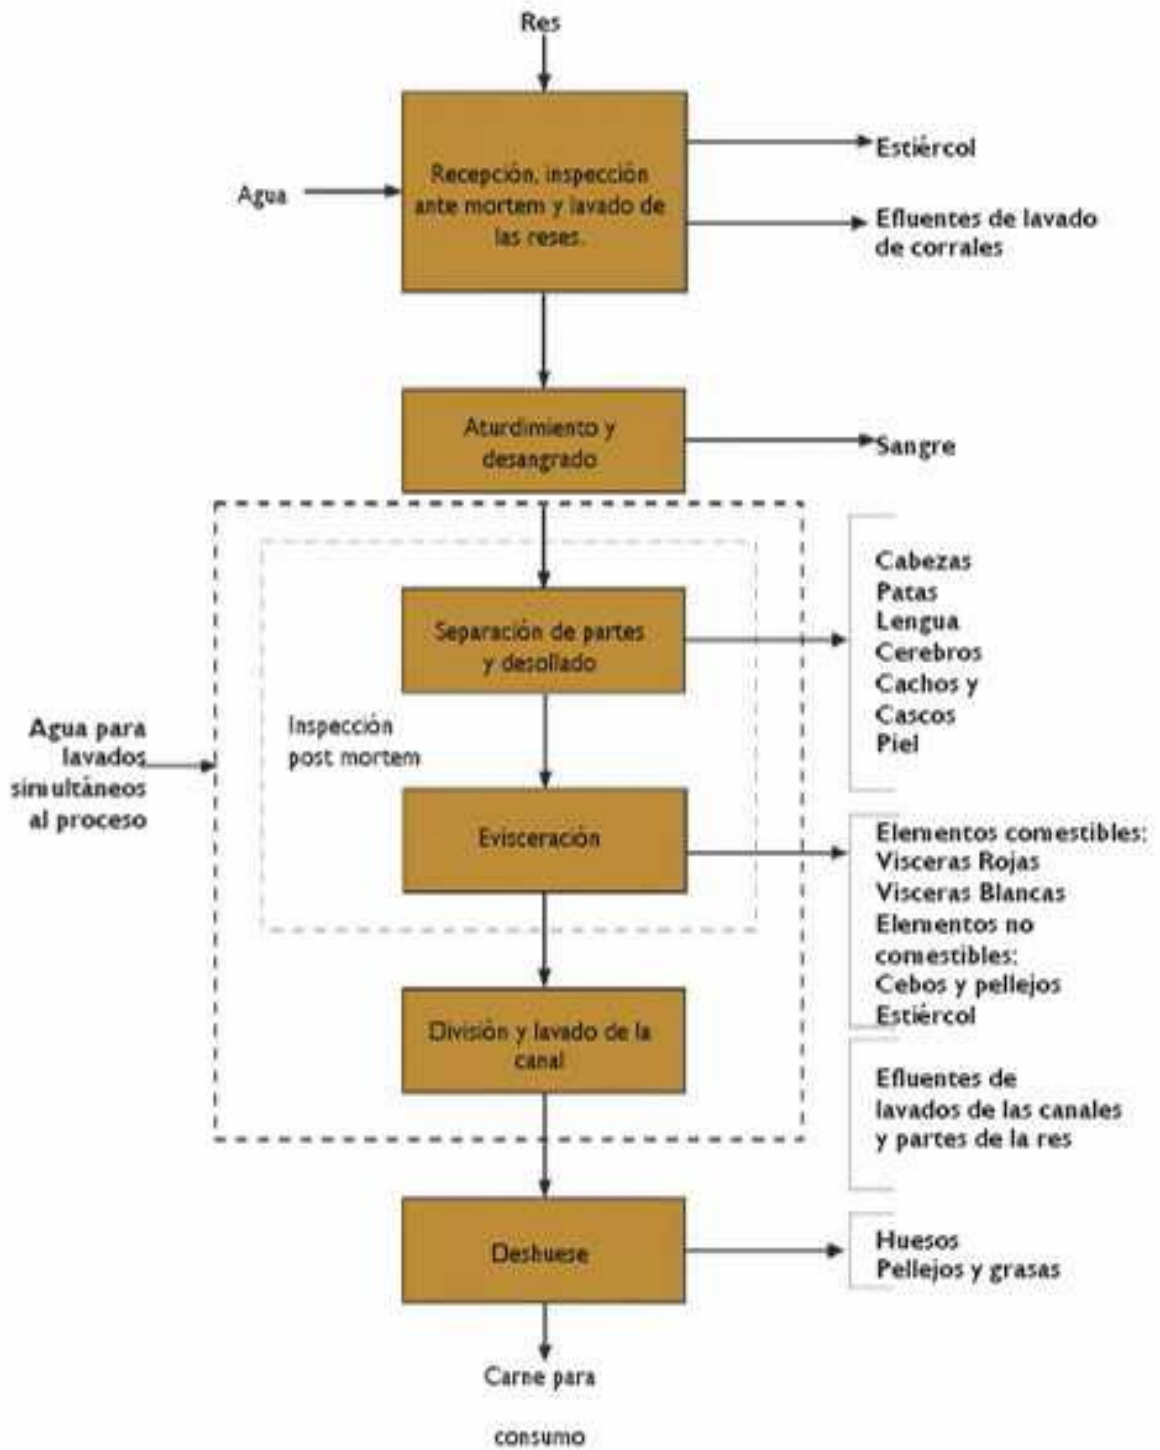 Res
Agua
Recepción, inspección
ante mortem y lavado de
las reses.
Estiércol
Efluentes de lavado
de corrales
Aturdimiento y
desangrado
Sangre
Separación de partes
y desollado
Cabezas
Patas
Lengua
Cerebros
Cachos y
Cascos
Piel
Agua para
lavados
simultáneos
al proceso
Inspección
post mortem
Evisceración
Elementos comestibles:
Visceras Rojas
Visceras Blancas
Elementos no
comestibles:
Cebos y pellejos
Estiércol
División y lavado de la
canal
Efluentes de
lavados de las canales
y partes de la res
Deshuese
Huesos
Pellejos y grasas
Carne para
consumo